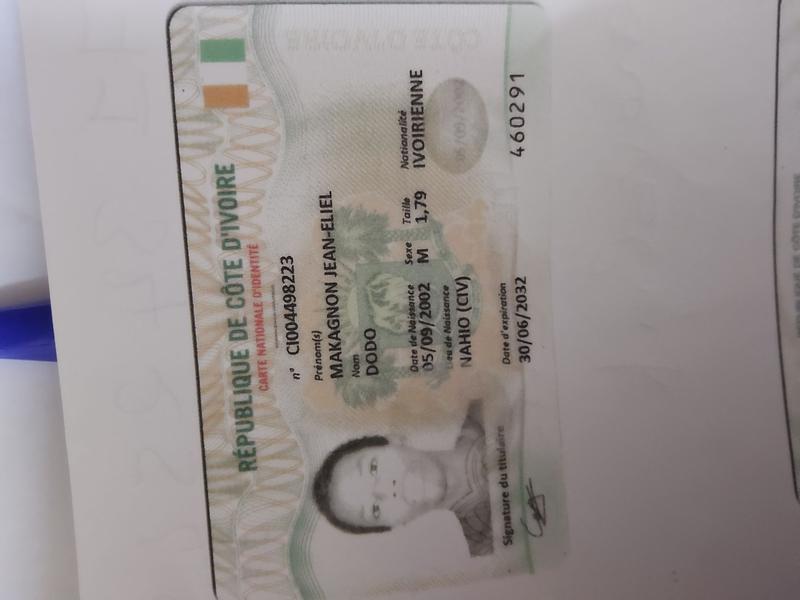 RÉPUBLIQUE DE CÔTE D'IVOIRE
CARTE NATIONALE D'IDENTITÉ
n° CI004498223
Prénom(s)
MAKAGNON JEAN-ELIEL
Nom
DODO
Date de Naissance Sexe Taille Nationalité
05/09/2002 M 1,79 IVOIRIENNE
Lieu de Naissance
NAHIO (CIV)
Date d'expiration
30/06/2032
Signature du titulaire
460291
CÔTE D'IVOIRE